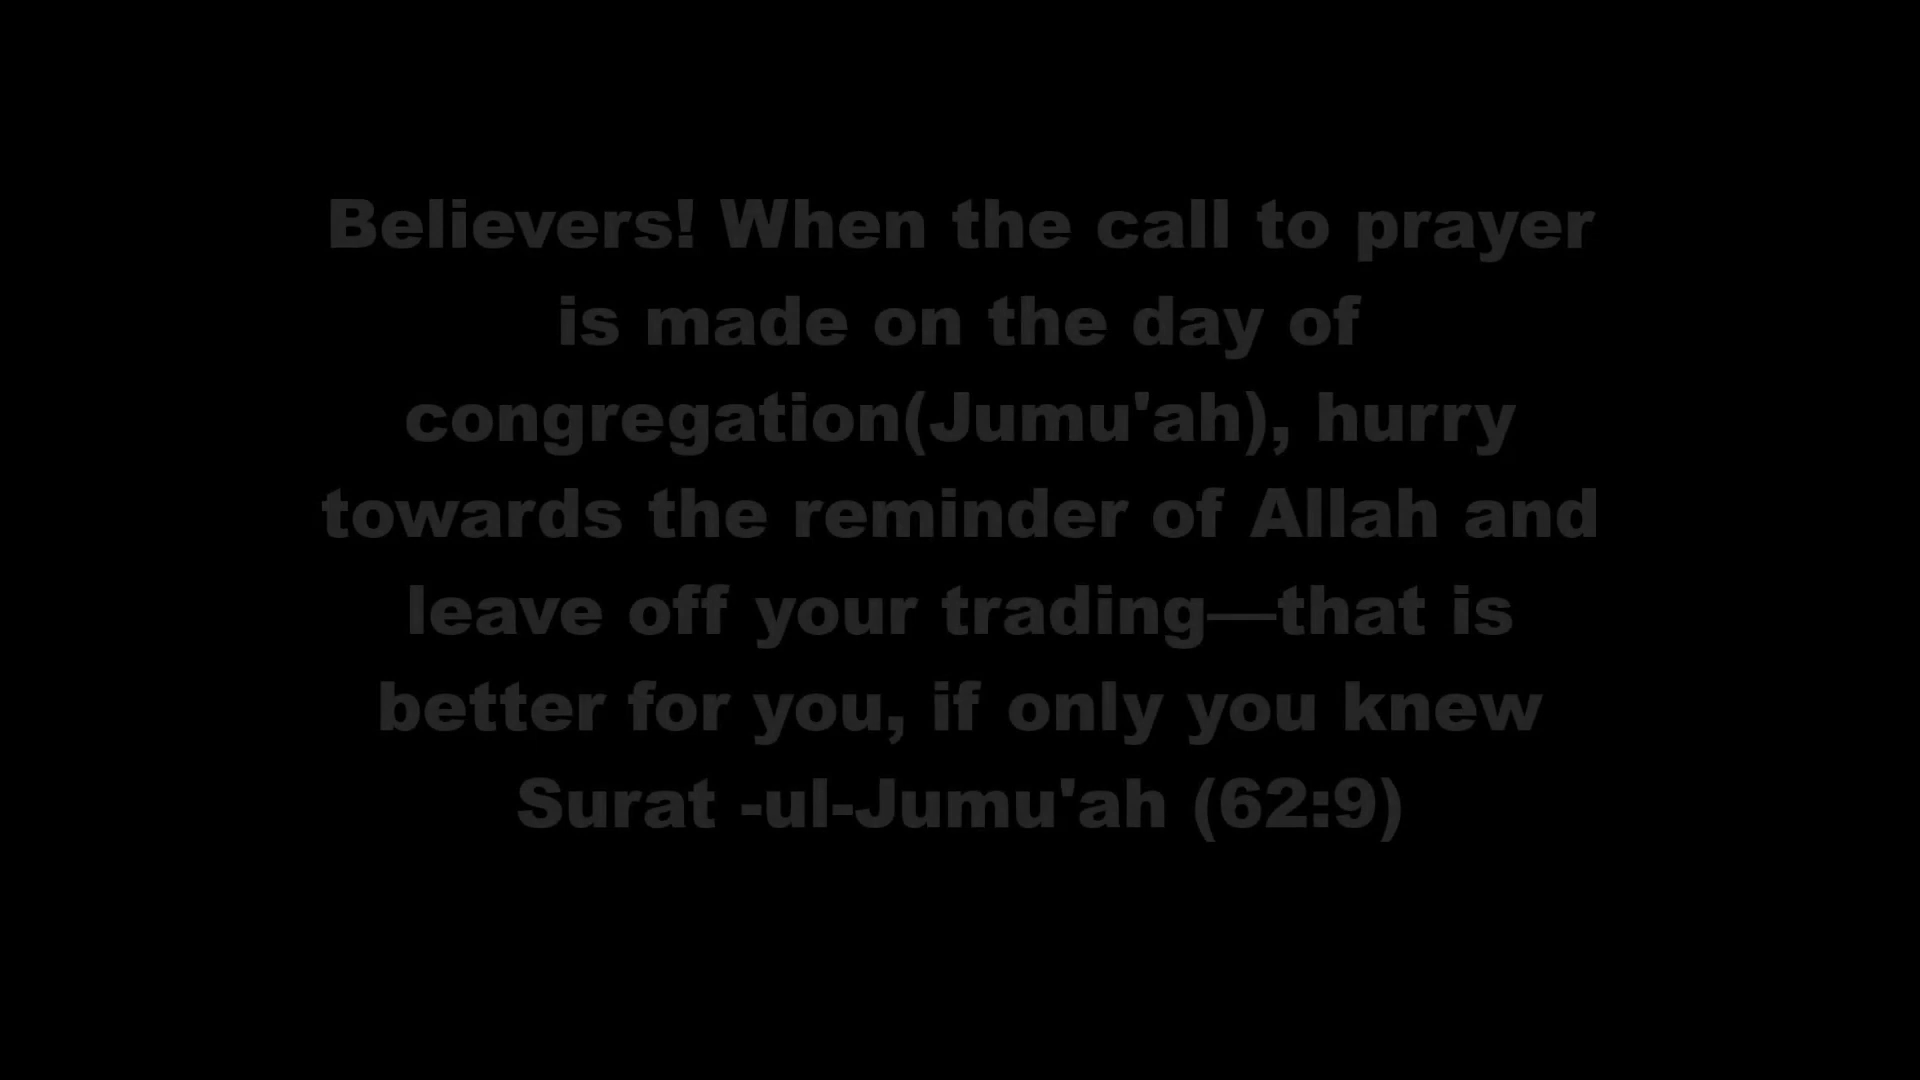 Believers! When the call to prayer
is made on the day of
congregation(Jumu'ah), hurry
towards the reminder of Allah and
leave off your trading—that is
better for you, if only you knew
Surat -ul-Jumu'ah (62:9)